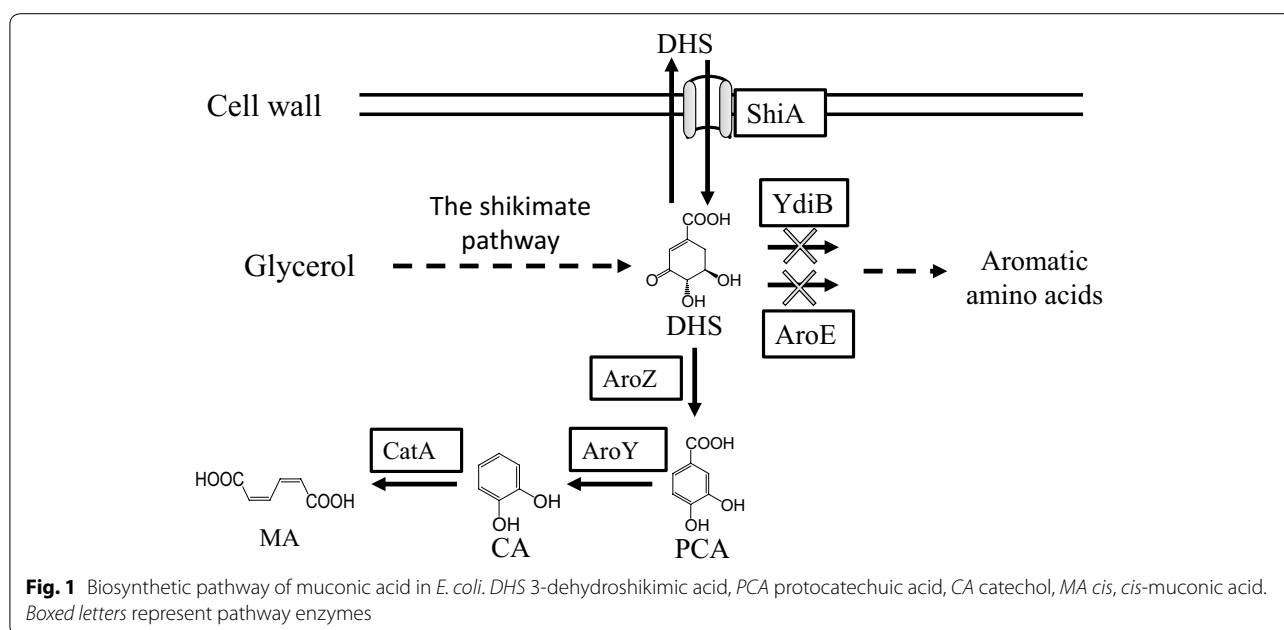 DHS
Cell wall
ShiA
The shikimate
pathway
YdiB
COOH
Glycerol
O
OH
OH
DHS
Aromatic
amino acids
AroE
AroZ
CatA
AroY
COOH
HOOC
COOH
OH
OH
OH
OH
MA
CA
PCA
Fig. 1 Biosynthetic pathway of muconic acid in E. coli. DHS 3-dehydroshikimic acid, PCA protocatechuic acid, CA catechol, MA cis, cis-muconic acid.
Boxed letters represent pathway enzymes